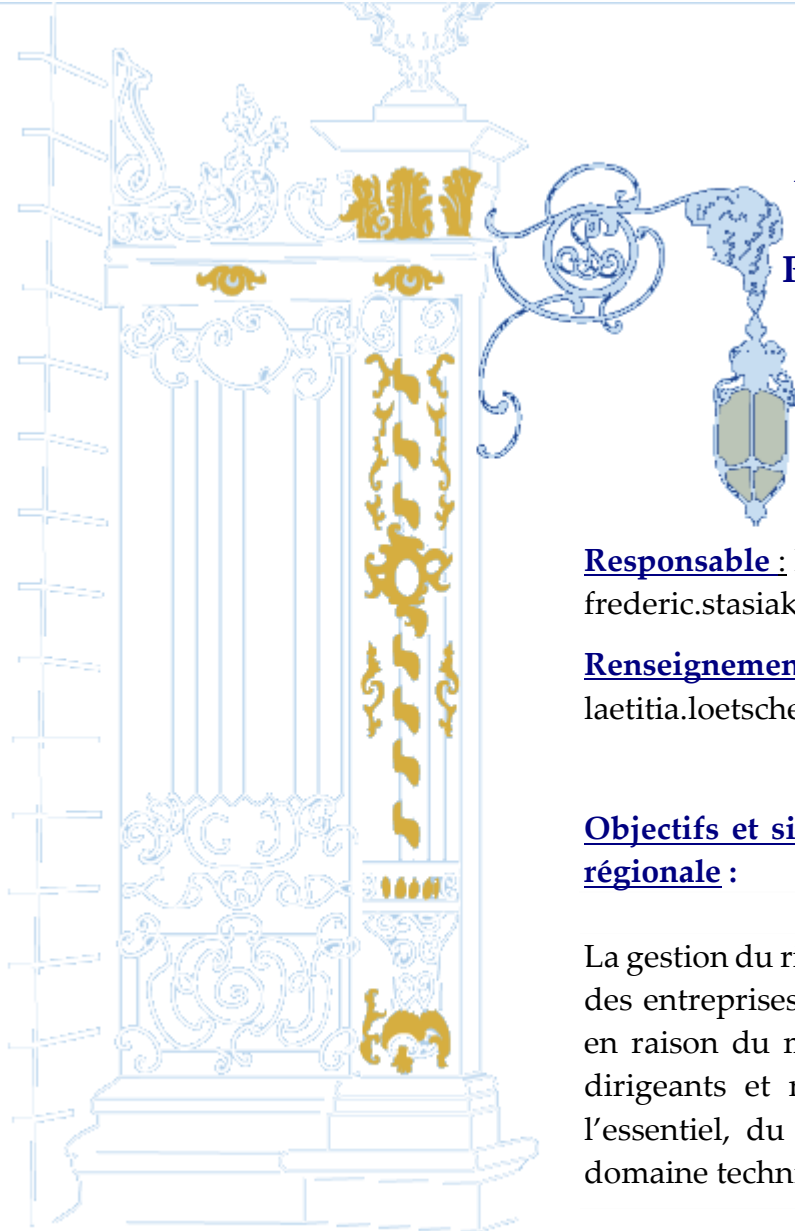 Responsable :
frederic.stasiak
Renseignemen
laetitia.loetsche
Objectifs et si
régionale :
La gestion du r
des entreprises
en raison du
dirigeants et
l'essentiel, du
domaine techn